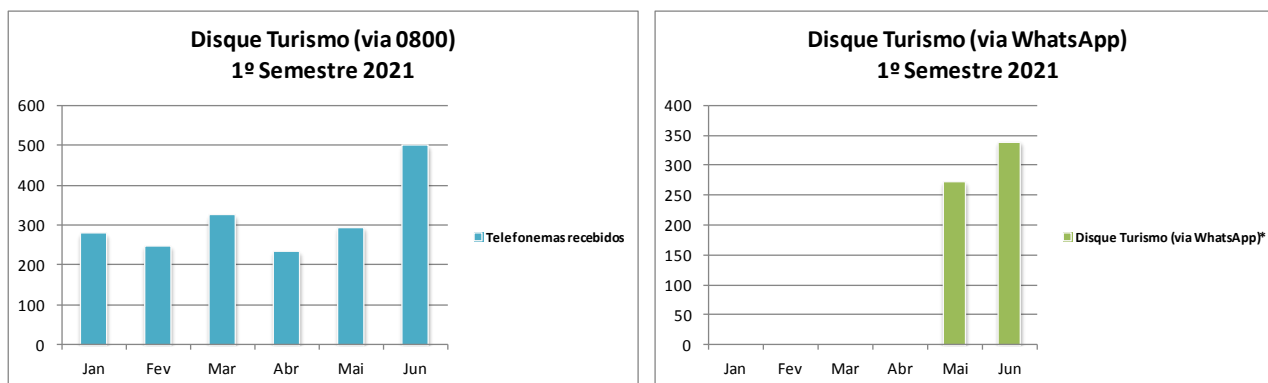 Disque Turismo (via 0800)
1º Semestre 2021
600
500
400
300
200
100
0
Jan Fev Mar Abr Mai Jun
Telefonemas recebidos
Disque Turismo (via WhatsApp)
1º Semestre 2021
400
350
300
250
200
150
100
50
0
Jan Fev Mar Abr Mai Jun
Disque Turismo (via WhatsApp)*